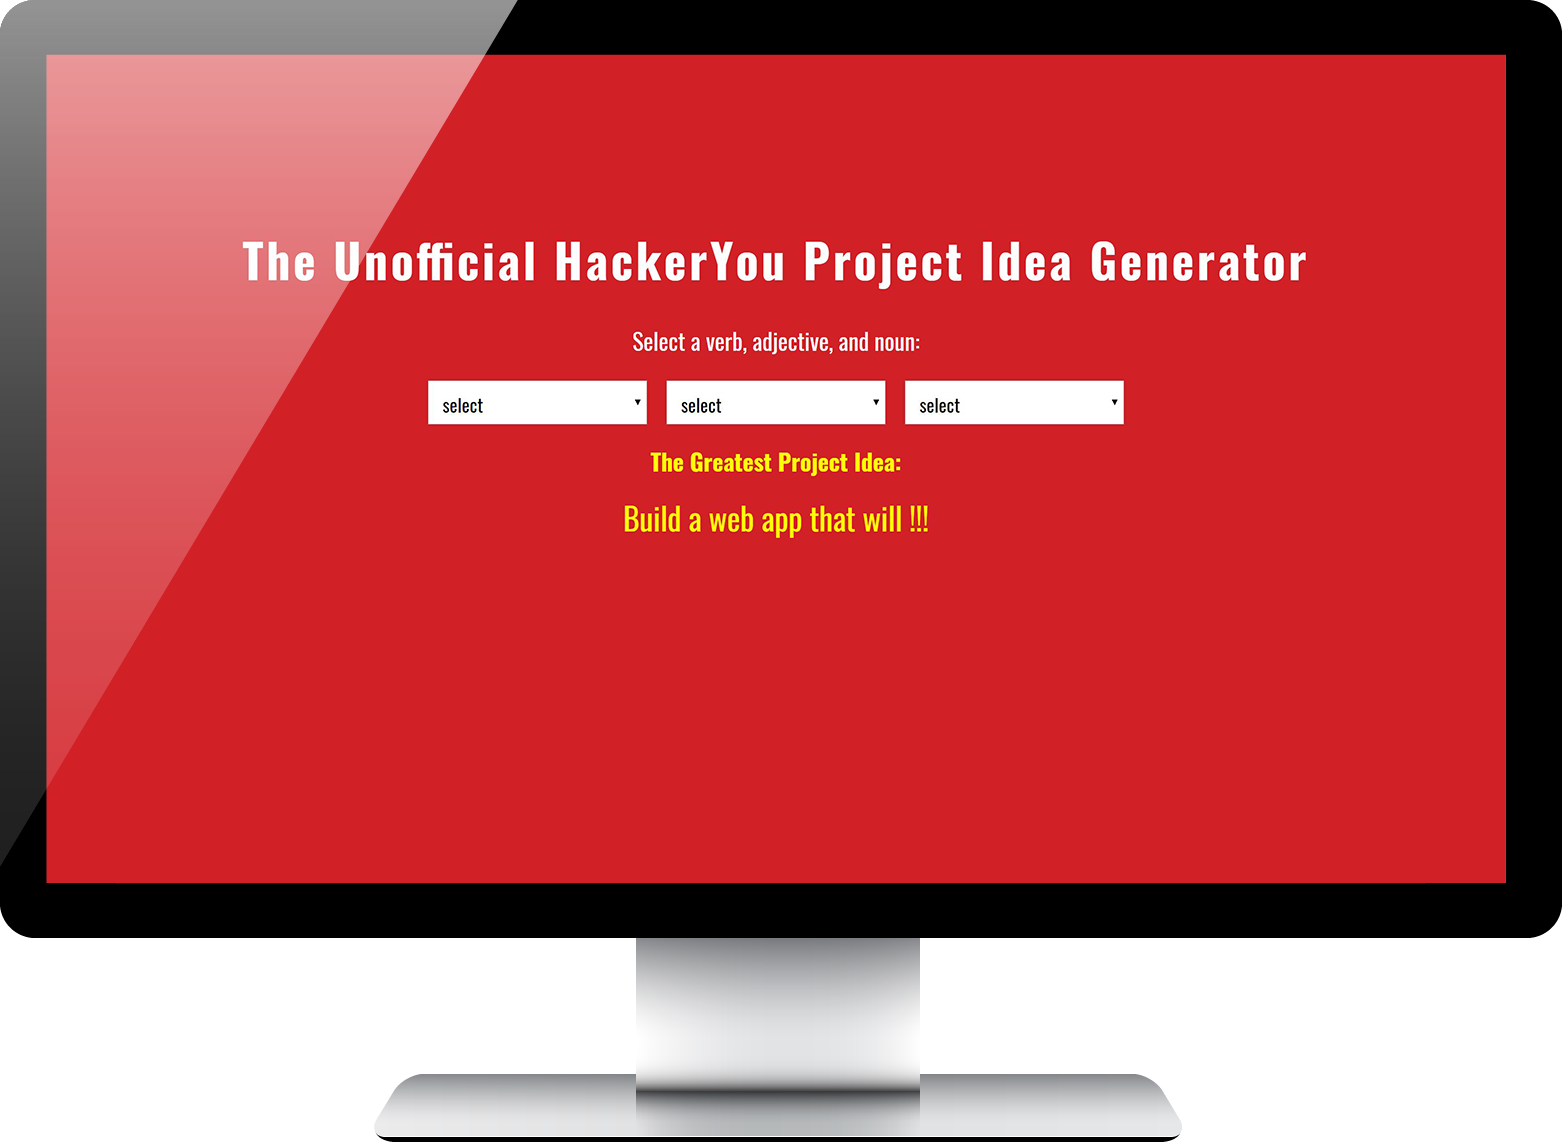 The Unofficial HackerYou Project Idea Generator
Select a verb, adjective, and noun:
select select select
The Greatest Project Idea:
Build a web app that will !!!